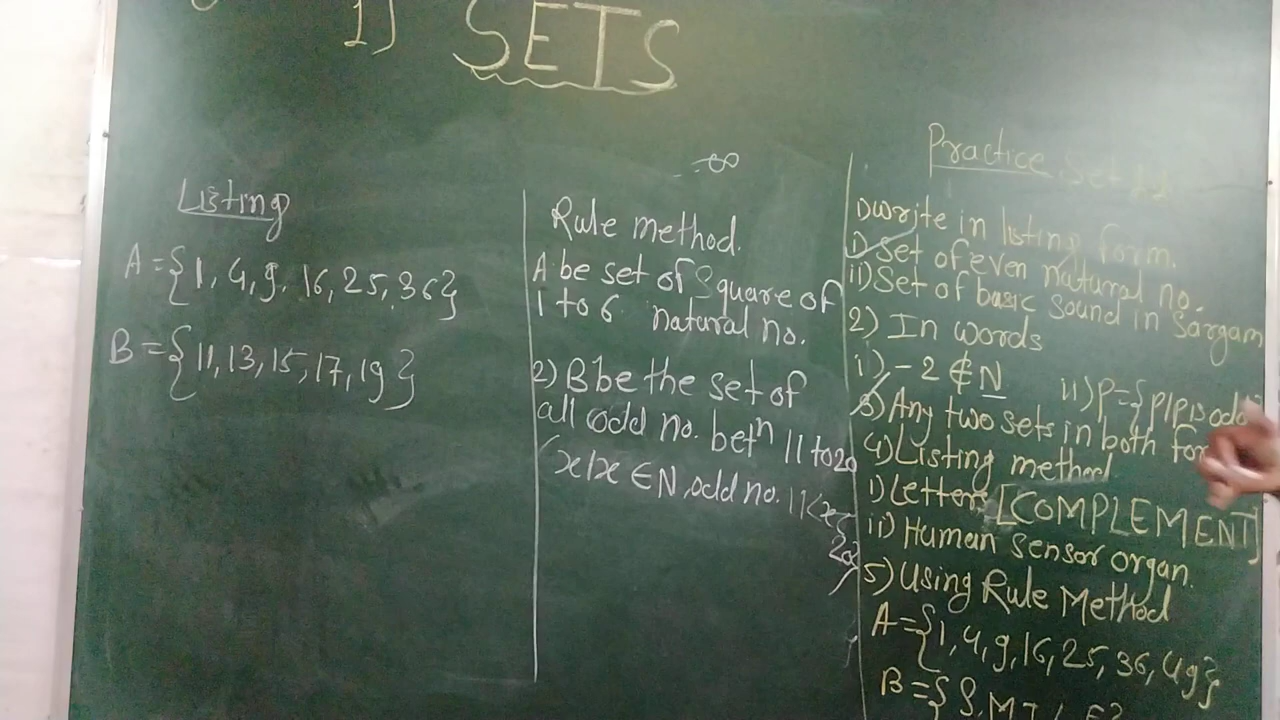 1) SETS
Listing
A = {1, 4, 9, 16, 25, 36}
B = {11, 13, 15, 17, 19}
∞
Rule method.
A be set of square of
1 to 6 natural no.
2) B be the set of
all odd no. betn 11 to 20
(x/x ∈ N, odd no. 11<x<
20)
Practice Set
1) write in listing form.
i) Set of even natural no.
ii) Set of basic sound in sargam
2) In words
i) -2 ∉ N ii) P = {p/p is odd
3) Any two sets in both for
4) Listing method
i) Letters [COMPLEMENT]
ii) Human sensor organ.
5) Using Rule Method
A = {1, 4, 9, 16, 25, 36, 49}
B = {S, M, I, L, E}